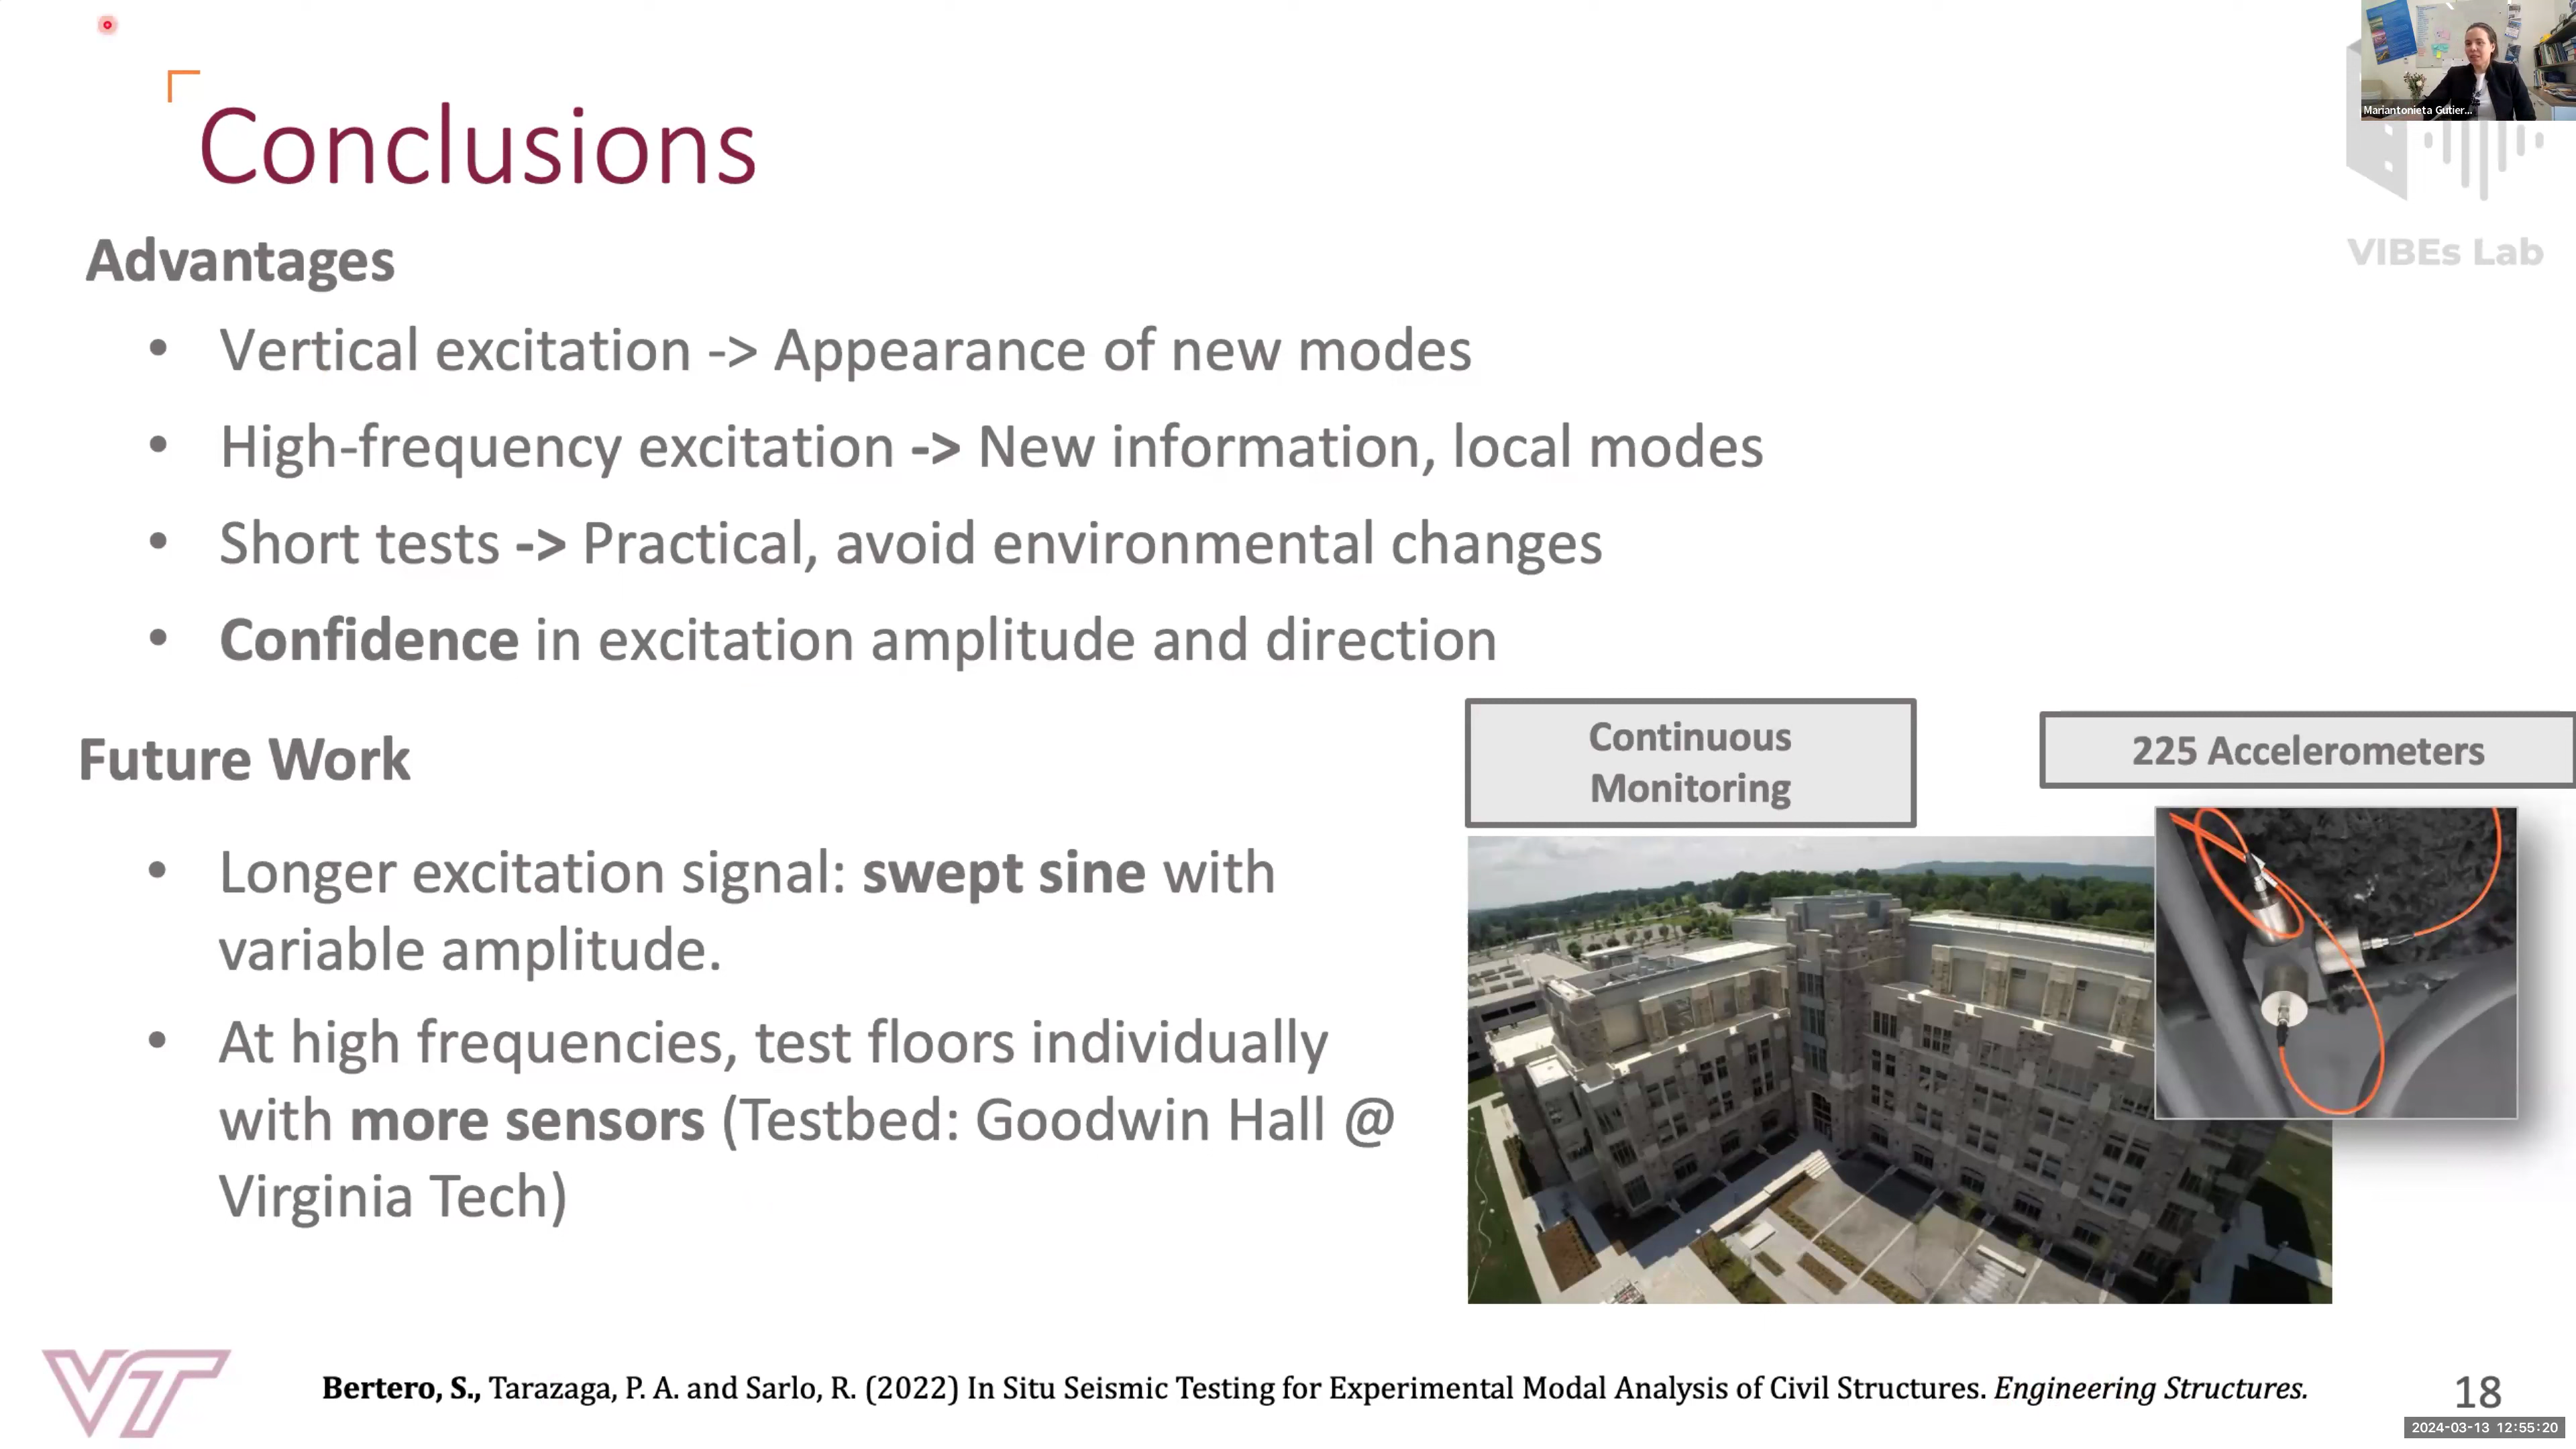 Mariantonieta Gutier...
Conclusions
VIBEs Lab
Advantages
• Vertical excitation -> Appearance of new modes
• High-frequency excitation -> New information, local modes
• Short tests -> Practical, avoid environmental changes
• Confidence in excitation amplitude and direction
Future Work
• Longer excitation signal: swept sine with
variable amplitude.
• At high frequencies, test floors individually
with more sensors (Testbed: Goodwin Hall @
Virginia Tech)
Continuous
Monitoring
225 Accelerometers
VT
Bertero, S., Tarazaga, P. A. and Sarlo, R. (2022) In Situ Seismic Testing for Experimental Modal Analysis of Civil Structures. Engineering Structures.
18
2024-03-13 12:55:20